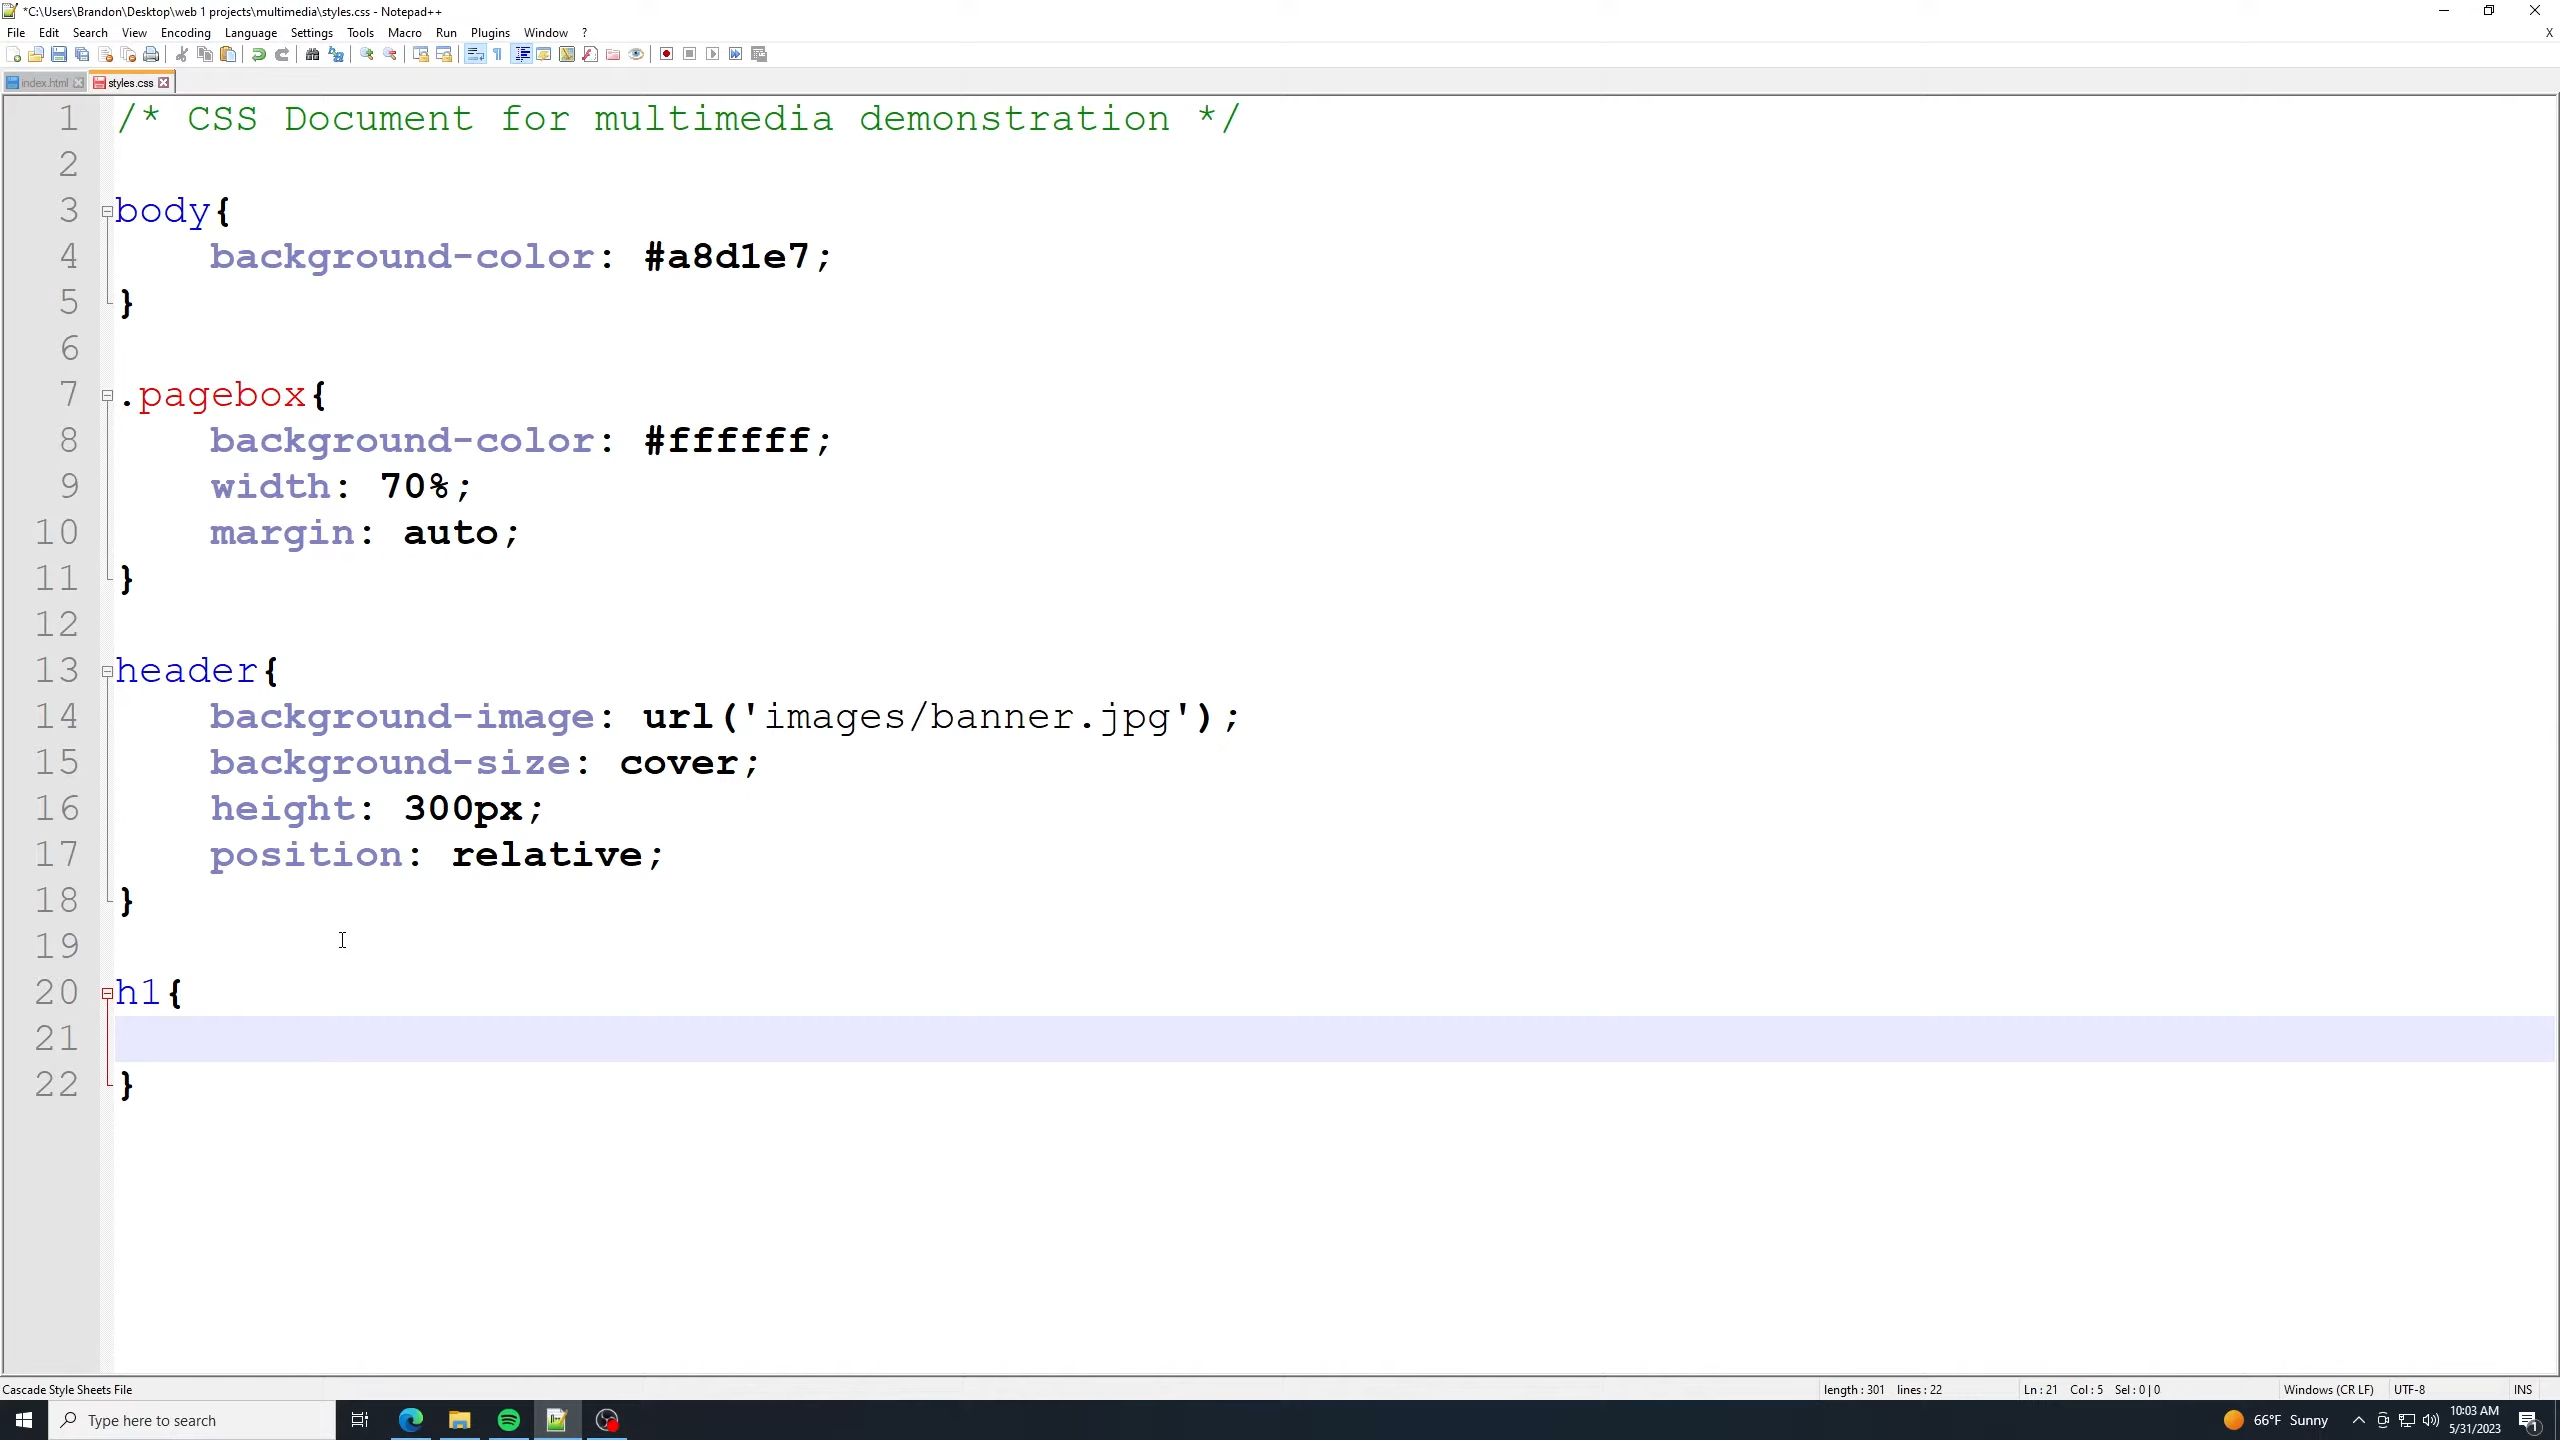 *C:\Users\Brandon\Desktop\web 1 projects\multimedia\styles.css - Notepad++
File Edit Search View Encoding Language Settings Tools Macro Run Plugins Window ?
X
index.html styles.css
1 /* CSS Document for multimedia demonstration */
2
3 body{
4 background-color: #a8d1e7;
5 }
6
7 .pagebox{
8 background-color: #ffffff;
9 width: 70%;
10 margin: auto;
11 }
12
13 header{
14 background-image: url('images/banner.jpg');
15 background-size: cover;
16 height: 300px;
17 position: relative;
18 }
19
20 h1{
21
22 }
Cascade Style Sheets File length : 301 lines : 22 Ln : 21 Col : 5 Sel : 0 | 0 Windows (CR LF) UTF-8 INS
Type here to search 66°F Sunny 10:03 AM
5/31/2023 1